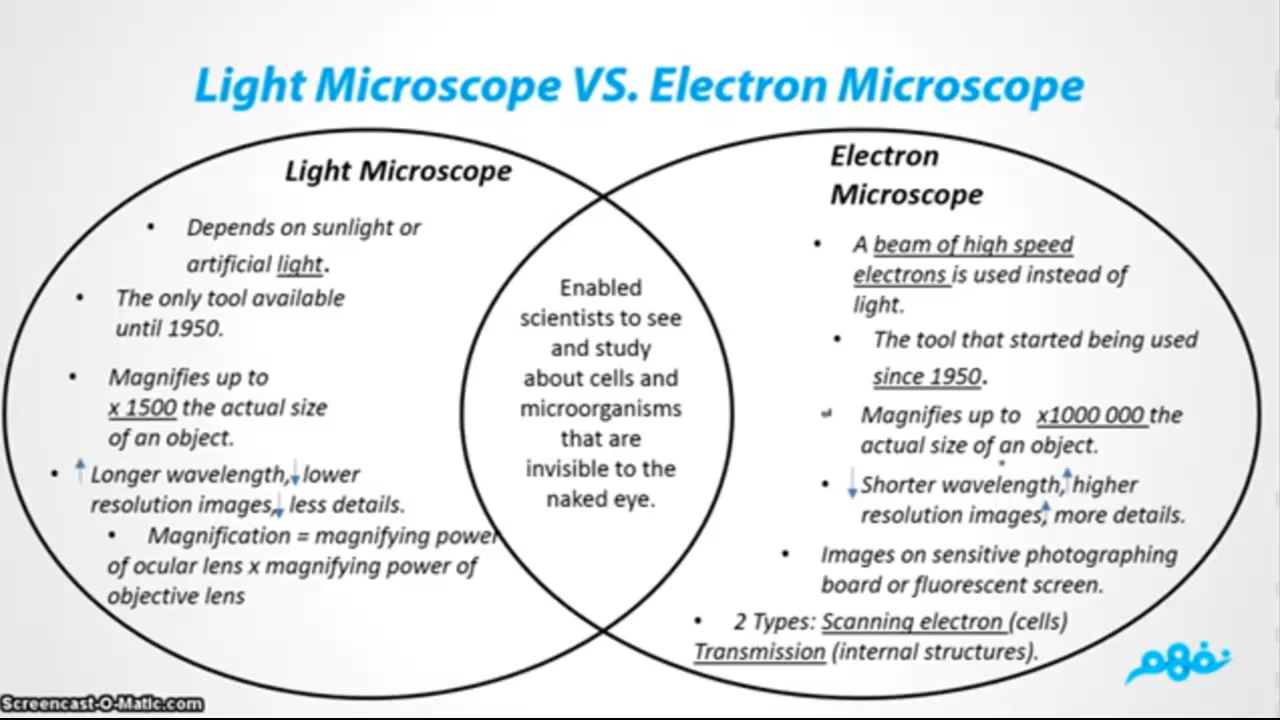 Light Microscope VS. Electron Microscope
Light Microscope
• Depends on sunlight or
artificial light.
• The only tool available
until 1950.
• Magnifies up to
x 1500 the actual size
of an object.
• ↑ Longer wavelength, ↓ lower
resolution images, ↓ less details.
• Magnification = magnifying power
of ocular lens x magnifying power of
objective lens
Enabled
scientists to see
and study
about cells and
microorganisms
that are
invisible to the
naked eye.
Electron
Microscope
• A beam of high speed
electrons is used instead of
light.
• The tool that started being used
since 1950.
• Magnifies up to x1000 000 the
actual size of an object.
• ↓ Shorter wavelength, ↑ higher
resolution images, ↑ more details.
• Images on sensitive photographing
board or fluorescent screen.
• 2 Types: Scanning electron (cells)
Transmission (internal structures).
نفهم
Screencast-O-Matic.com